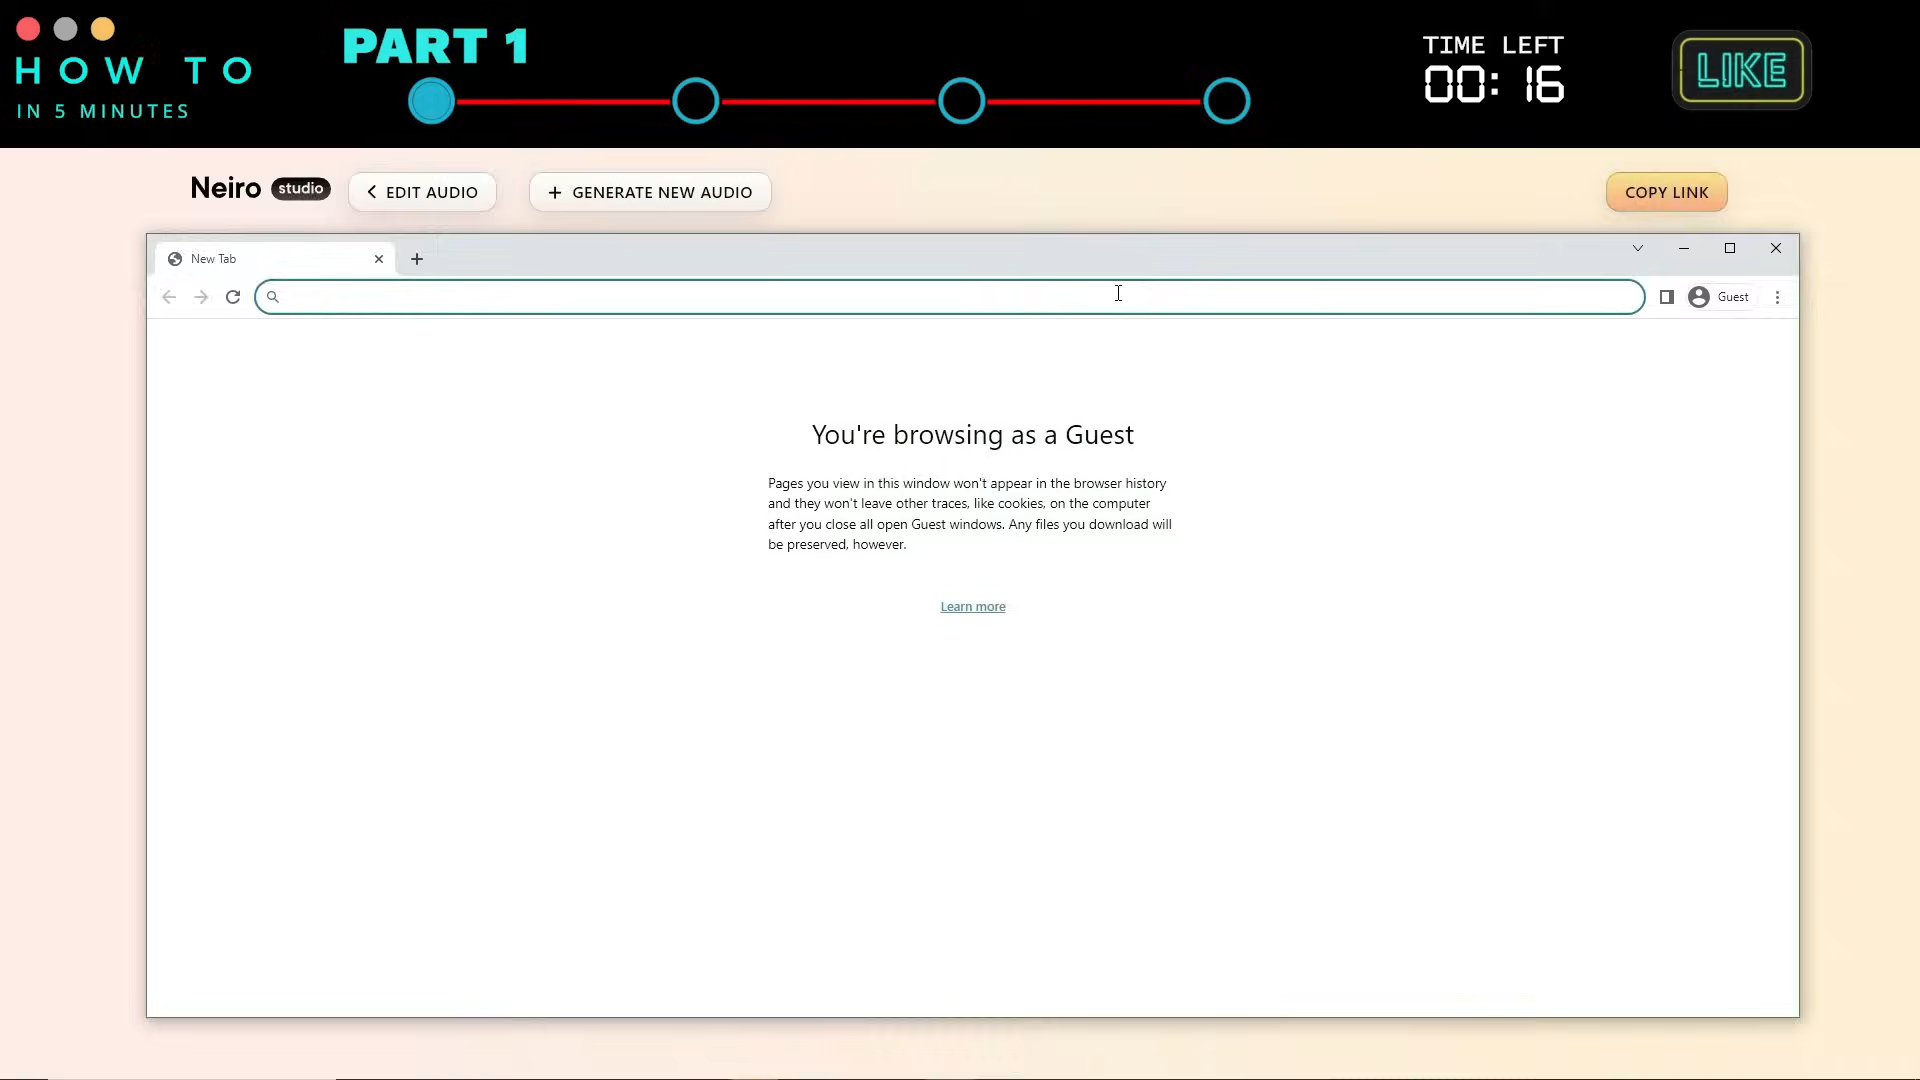 HOW TO
IN 5 MINUTES
PART 1
TIME LEFT
00:16
LIKE
Neiro studio
EDIT AUDIO
+ GENERATE NEW AUDIO
COPY LINK
New Tab
Guest
You're browsing as a Guest
Pages you view in this window won't appear in the browser history
and they won't leave other traces, like cookies, on the computer
after you close all open Guest windows. Any files you download will
be preserved, however.
Learn more